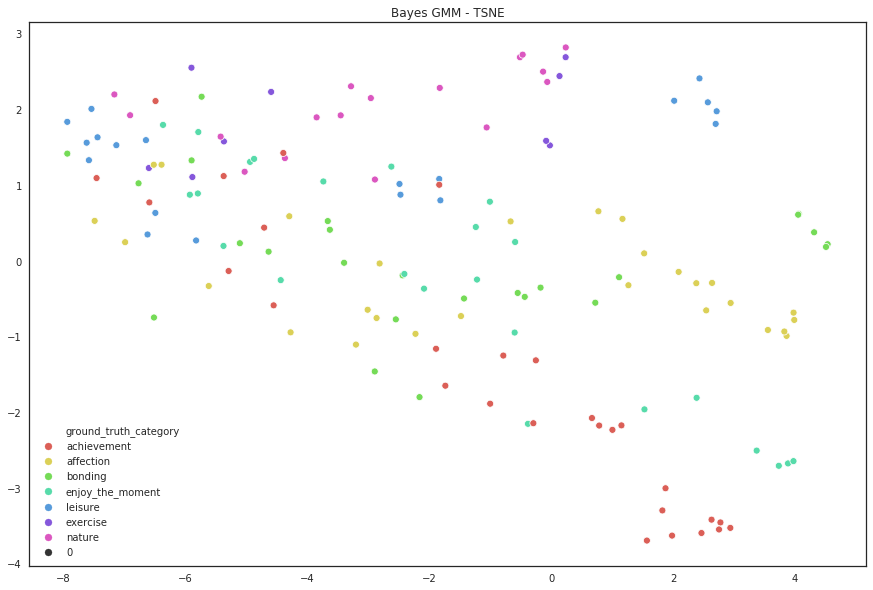 Bayes GMM - TSNE
3
2
1
0
−1
−2
−3
−4
ground_truth_category
achievement
affection
bonding
enjoy_the_moment
leisure
exercise
nature
0
−8 −6 −4 −2 0 2 4